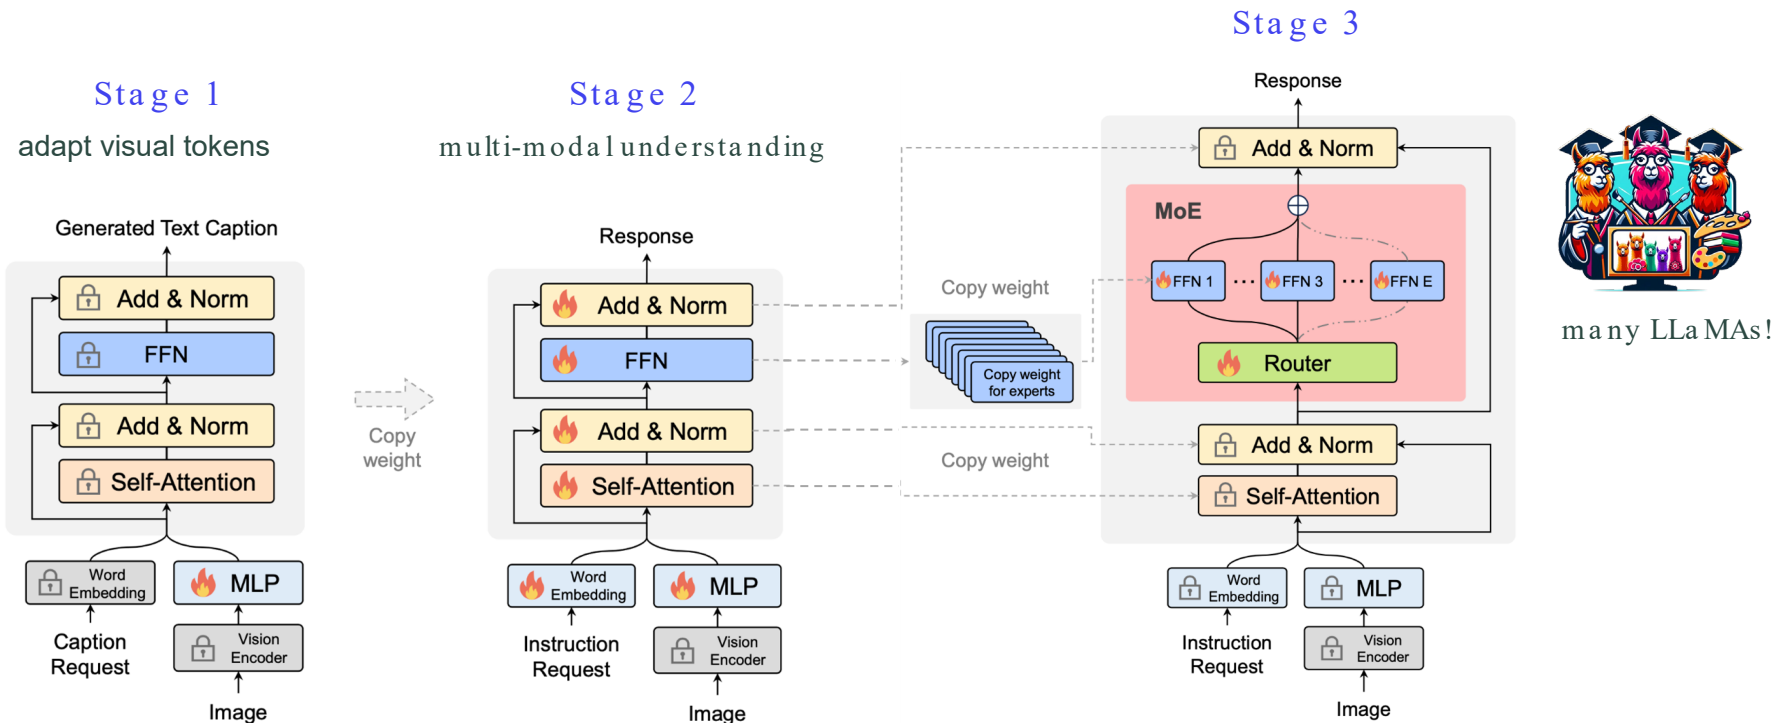 Stage 1
adapt visual tokens
Generated Text Caption
Add & Norm
FFN
Add & Norm
Self-Attention
Word
Embedding
MLP
Caption
Request
Vision
Encoder
Image
Copy
weight
Stage 2
multi-modal understanding
Response
Add & Norm
FFN
Add & Norm
Self-Attention
Word
Embedding
MLP
Instruction
Request
Vision
Encoder
Image
Copy weight
Copy weight
for experts
Copy weight
Stage 3
Response
Add & Norm
MoE
FFN 1
...
FFN 3
...
FFN E
Router
Add & Norm
Self-Attention
Word
Embedding
MLP
Instruction
Request
Vision
Encoder
Image
many LLaMAs!